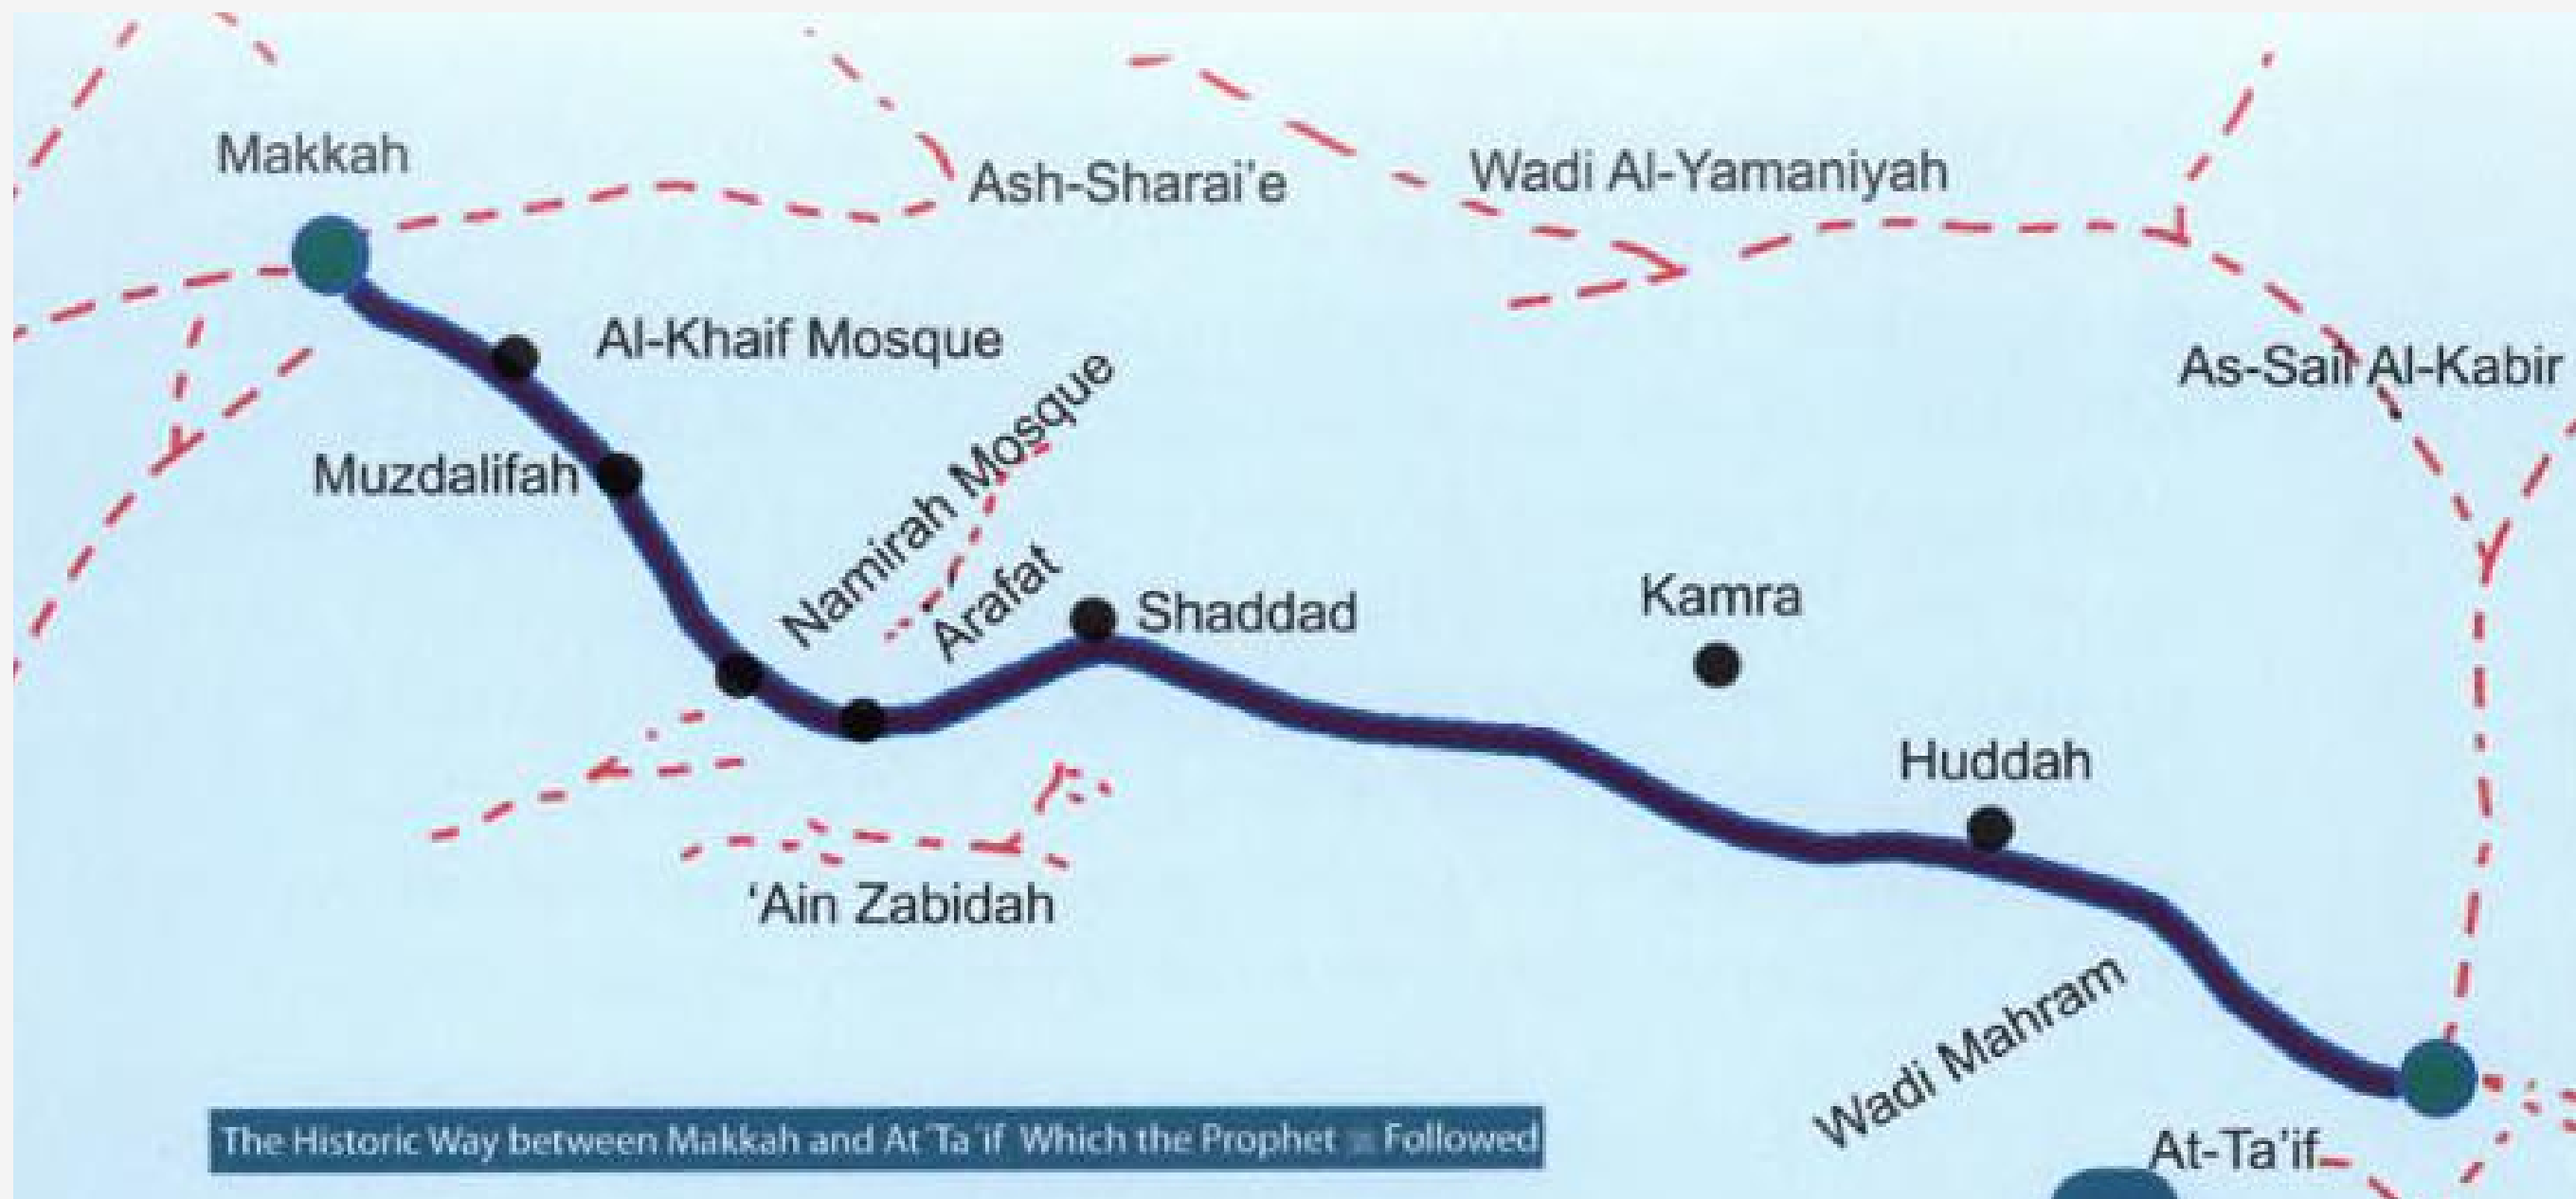 Makkah
Ash-Sharai'e
Wadi Al-Yamaniyah
Al-Khaif Mosque
As-Sail Al-Kabir
Muzdalifah
Namirah Mosque
Arafat
Shaddad
Kamra
Huddah
'Ain Zabidah
Wadi Mahram
At-Ta'if
The Historic Way between Makkah and At Ta'if Which the Prophet Followed